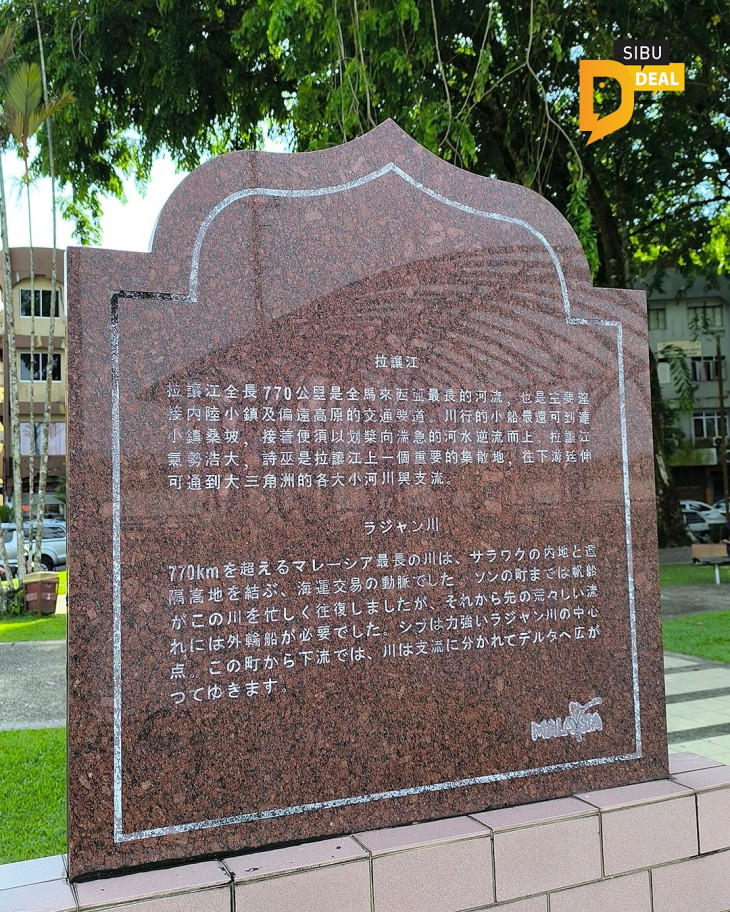 SIBU
DEAL
拉讓江
拉讓江全長770公里是全馬來西亞最長的河流，也是主要連
接內陸小鎮及偏遠高原的交通要道。川行的小船最遠可到達
小鎮桑坡，接著便須以划槳向湍急的河水逆流而上。拉讓江
氣勢浩大，詩巫是拉讓江上一個重要的集散地，往下游延伸
可通到大三角洲的各大小河川與支流。
ラジャン川
770kmを超えるマレーシア最長の川は、サラワクの内地と遠
隔高地を結ぶ、海運交易の動脈でした。ソンの町までは帆船
がこの川を忙しく往復しましたが、それから先の荒々しい流
れには外輪船が必要でした。シブは力強いラジャン川の中心
点。この町から下流では、川は支流に分かれてデルタへ広が
つてゆきます。
MALAYSIA